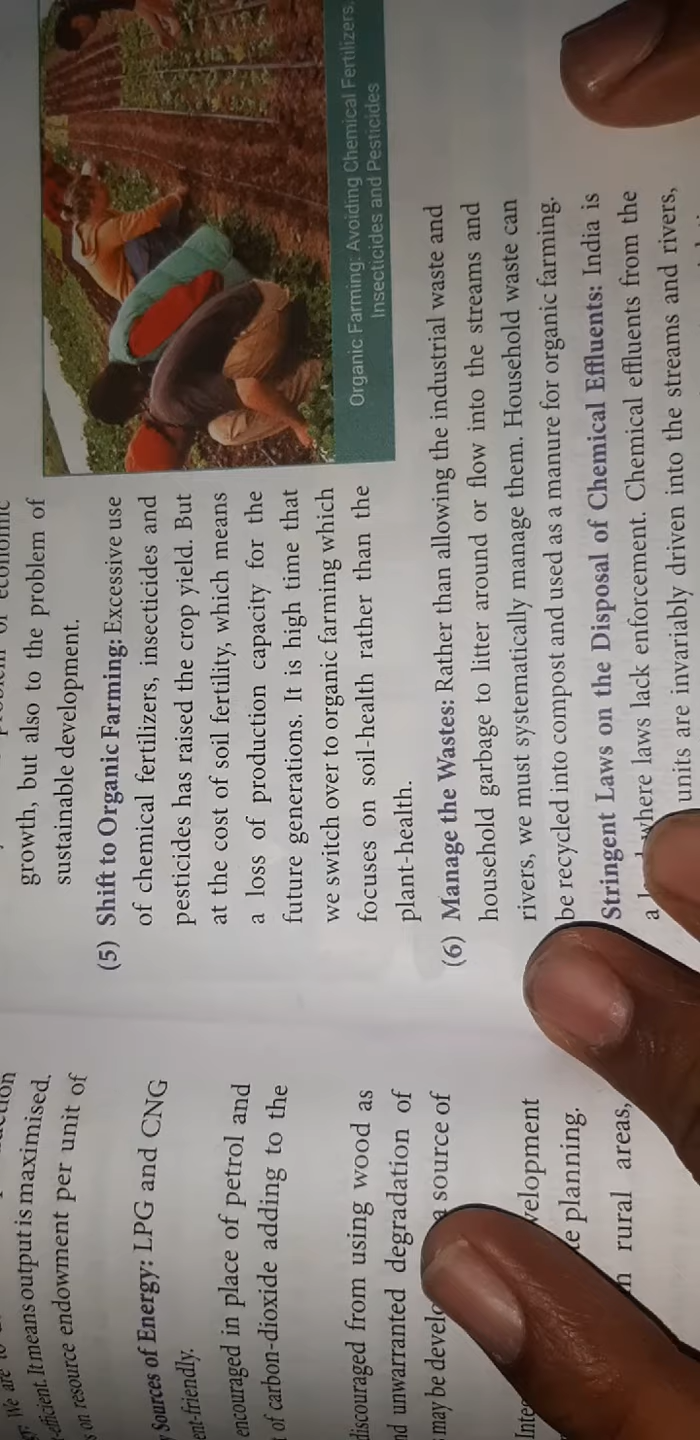 y. We are to
-efficient. It means output is maximised.
s on resource endowment per unit of
Sources of Energy: LPG and CNG
ent-friendly.
encouraged in place of petrol and
t of carbon-dioxide adding to the
discouraged from using wood as
nd unwarranted degradation of
may be develo a source of
Inte velopment
te planning.
n rural areas,
growth, but also to the problem of
sustainable development.
(5) Shift to Organic Farming: Excessive use
of chemical fertilizers, insecticides and
pesticides has raised the crop yield. But
at the cost of soil fertility, which means
a loss of production capacity for the
future generations. It is high time that
we switch over to organic farming which
focuses on soil-health rather than the
plant-health.
Organic Farming: Avoiding Chemical Fertilizers,
Insecticides and Pesticides
(6) Manage the Wastes: Rather than allowing the industrial waste and
household garbage to litter around or flow into the streams and
rivers, we must systematically manage them. Household waste can
be recycled into compost and used as a manure for organic farming.
Stringent Laws on the Disposal of Chemical Effluents: India is
a where laws lack enforcement. Chemical effluents from the
units are invariably driven into the streams and rivers,